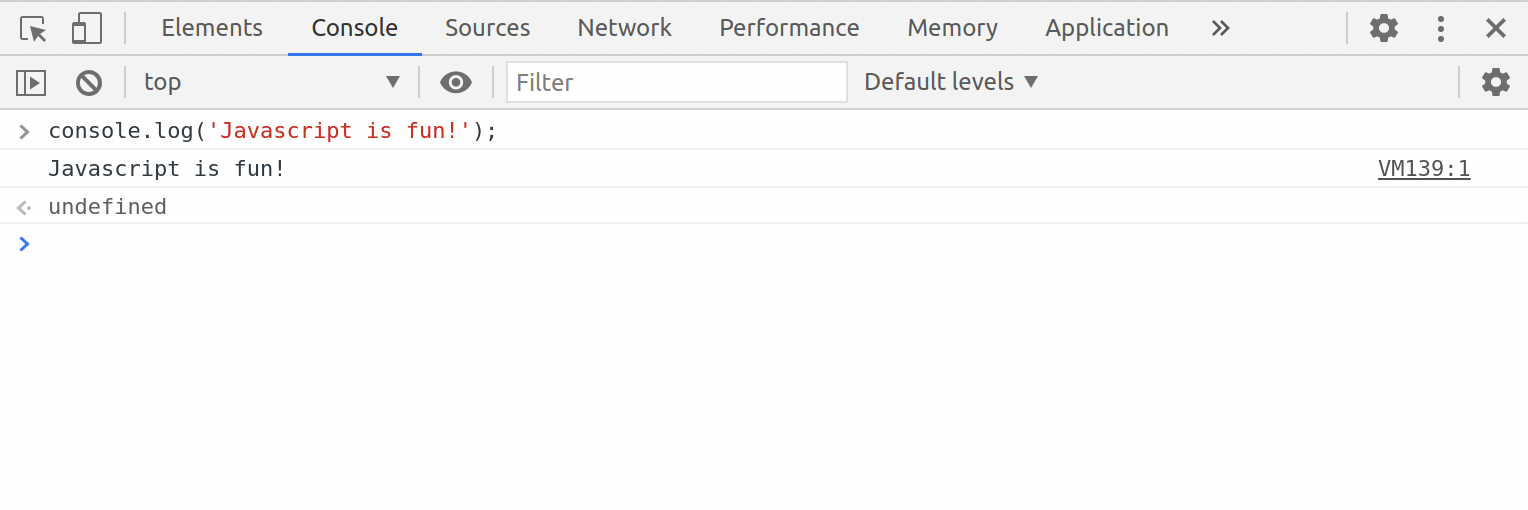 Elements Console Sources Network Performance Memory Application
top Filter Default levels
console.log('Javascript is fun!');
Javascript is fun! VM139:1
undefined